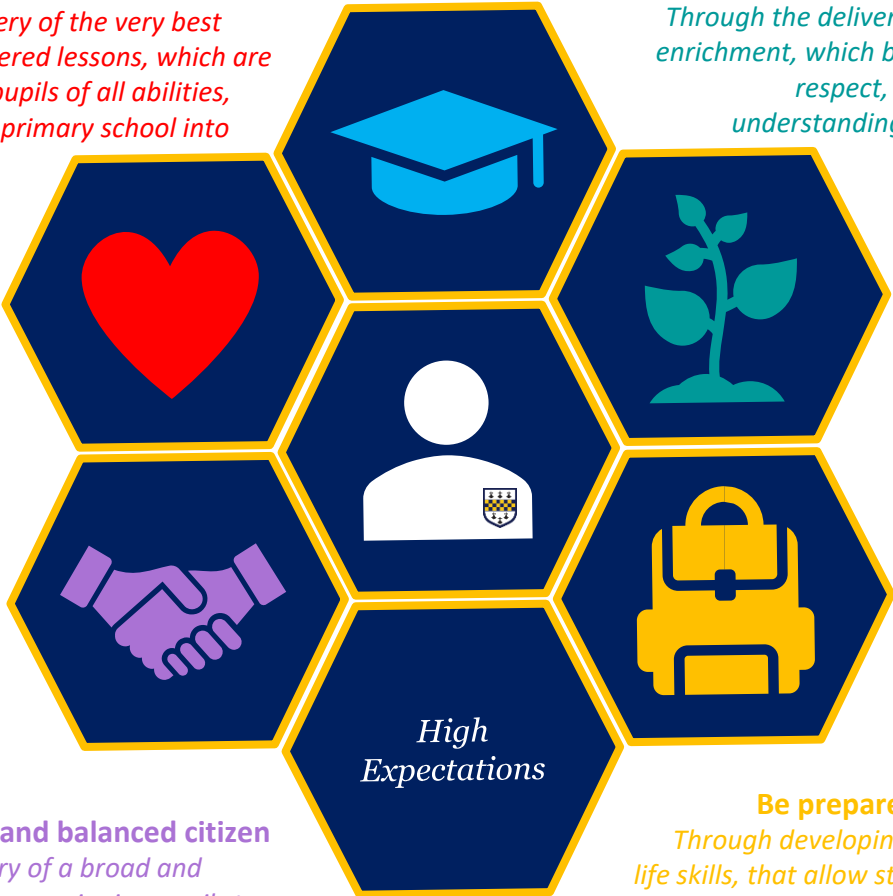 ery of the very best
ered lessons, which are
pupils of all abilities,
primary school into
Through the deliver
enrichment, which b
respect,
understanding
High
Expectations
and balanced citizen
ry of a broad and
Be prepare
Through developin
life skills, that allow st